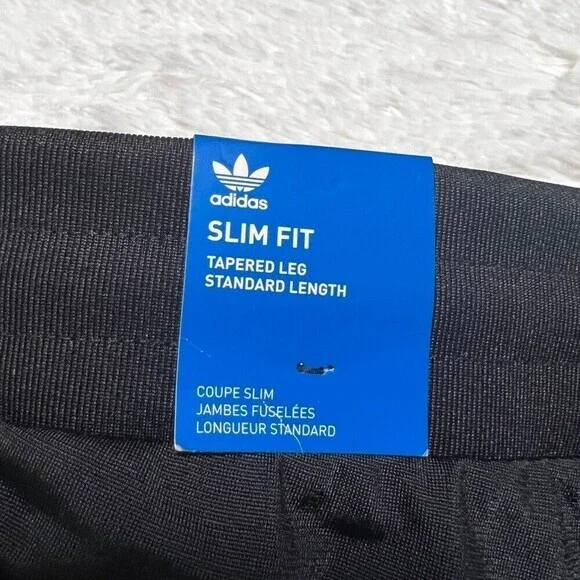 adidas
SLIM FIT
TAPERED LEG
STANDARD LENGTH
COUPE SLIM
JAMBES FUSELÉES
LONGUEUR STANDARD